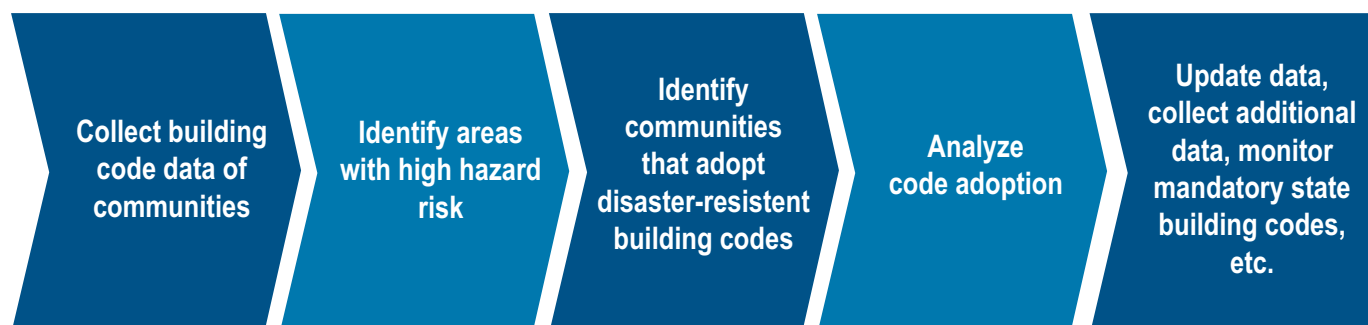 Collect building
code data of
communities
Identify areas
with high hazard
risk
Identify
communities
that adopt
disaster-resistent
building codes
Analyze
code adoption
Update data,
collect additional
data, monitor
mandatory state
building codes,
etc.